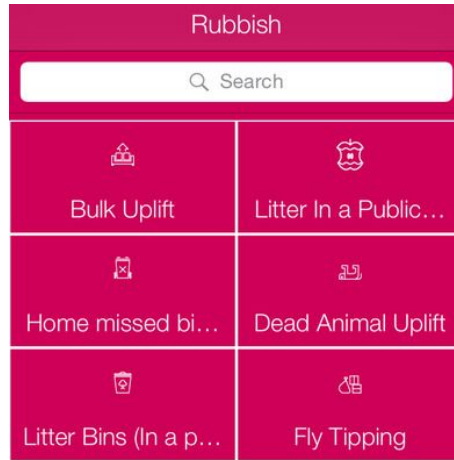 Rubbish
Search
Bulk Uplift
Litter In a Public...
Home missed bi...
Dead Animal Uplift
Litter Bins (In a p...
Fly Tipping